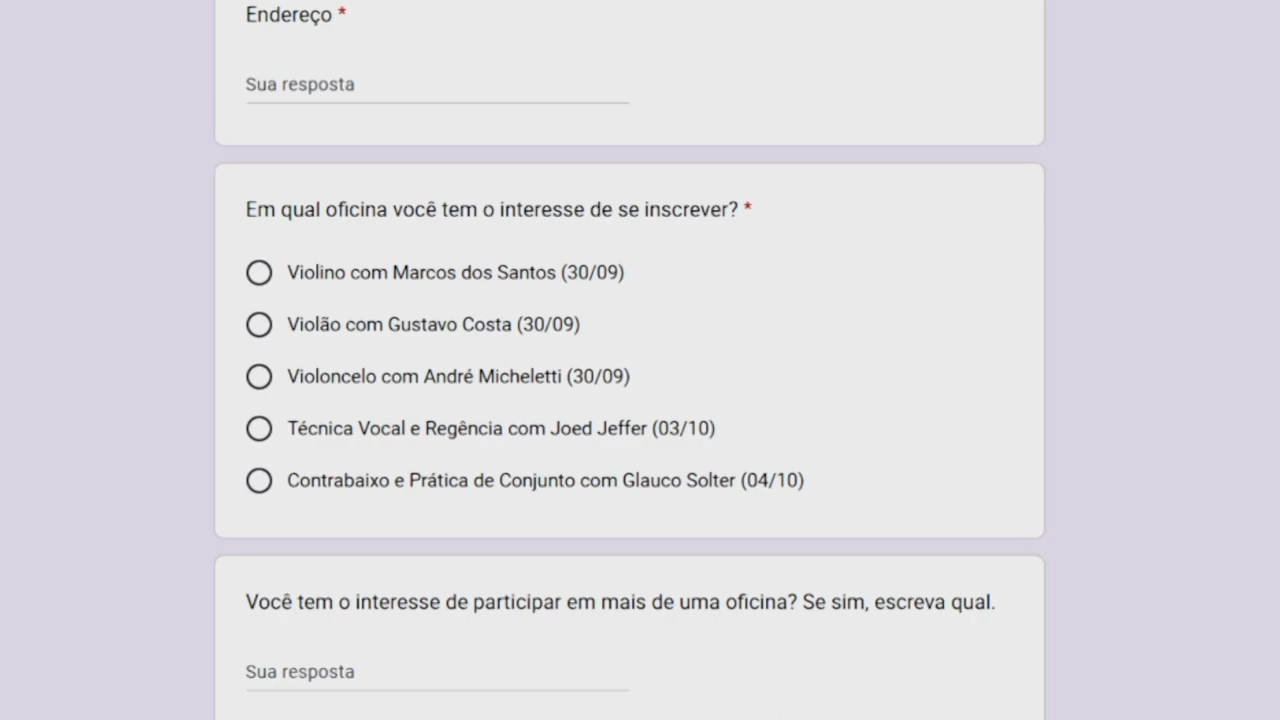 Endereço *
Sua resposta
Em qual oficina você tem o interesse de se inscrever? *
Violino com Marcos dos Santos (30/09)
Violão com Gustavo Costa (30/09)
Violoncelo com André Micheletti (30/09)
Técnica Vocal e Regência com Joed Jeffer (03/10)
Contrabaixo e Prática de Conjunto com Glauco Solter (04/10)
Você tem o interesse de participar em mais de uma oficina? Se sim, escreva qual.
Sua resposta